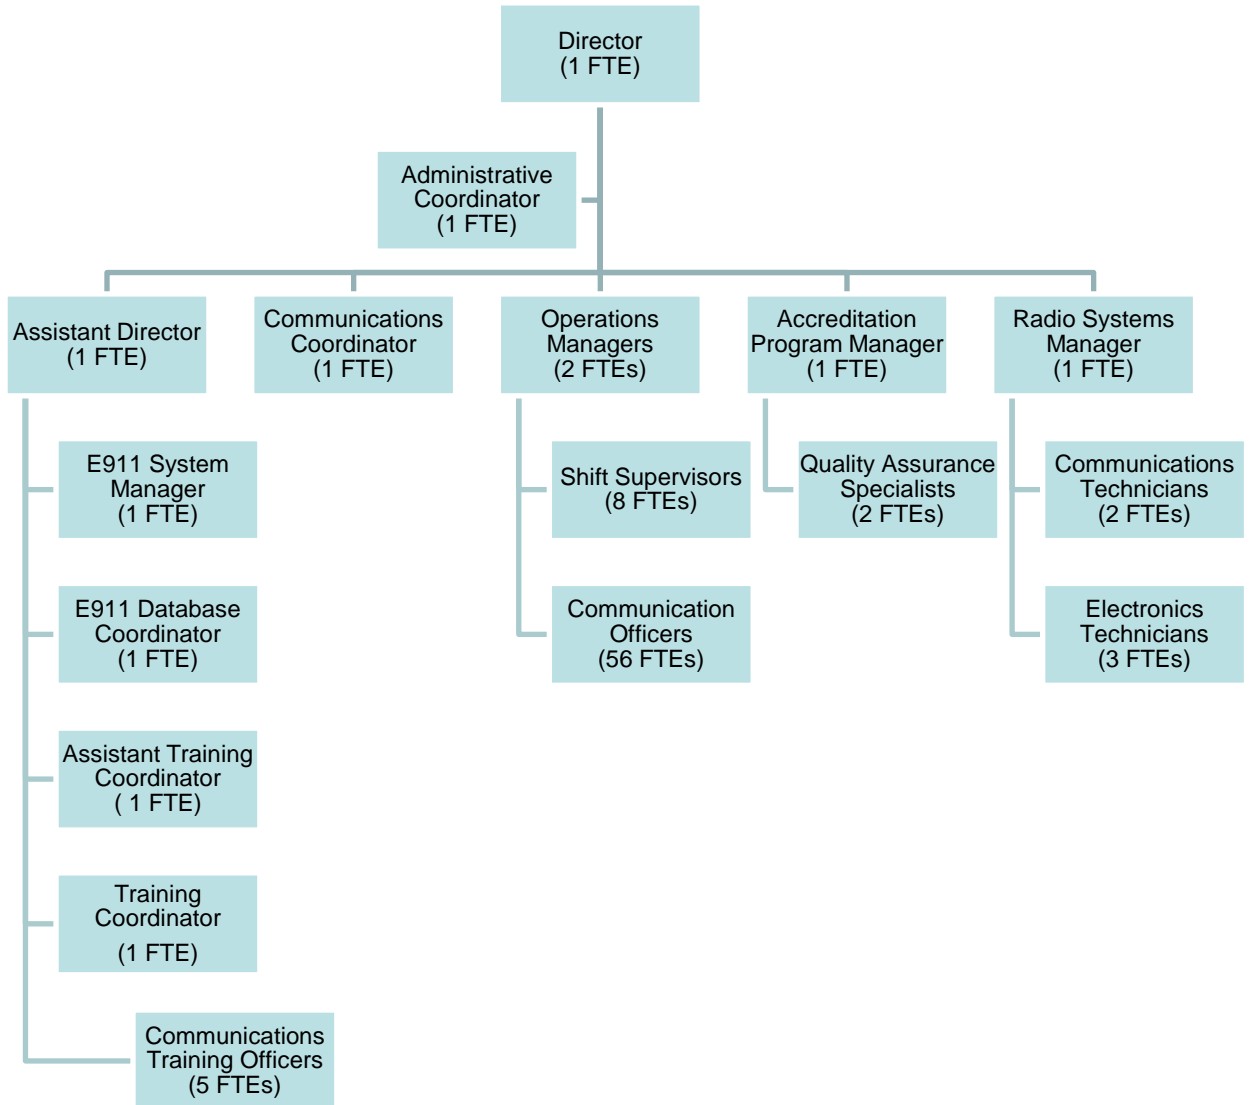 Director
(1 FTE)
Administrative
Coordinator
(1 FTE)
Assistant Director
(1 FTE)
Communications
Coordinator
(1 FTE)
Operations
Managers
(2 FTEs)
Accreditation
Program Manager
(1 FTE)
Radio Systems
Manager
(1 FTE)
E911 System
Manager
(1 FTE)
Shift Supervisors
(8 FTEs)
Quality Assurance
Specialists
(2 FTEs)
Communications
Technicians
(2 FTEs)
E911 Database
Coordinator
(1 FTE)
Communication
Officers
(56 FTEs)
Electronics
Technicians
(3 FTEs)
Assistant Training
Coordinator
( 1 FTE)
Training
Coordinator
(1 FTE)
Communications
Training Officers
(5 FTEs)